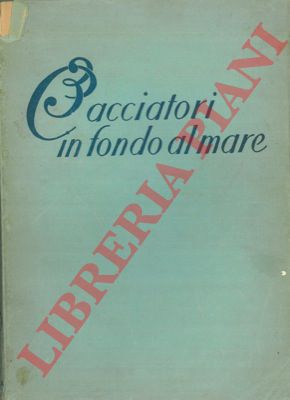 Cacciatori
in fondo al mare
LIBRERIA PIANI